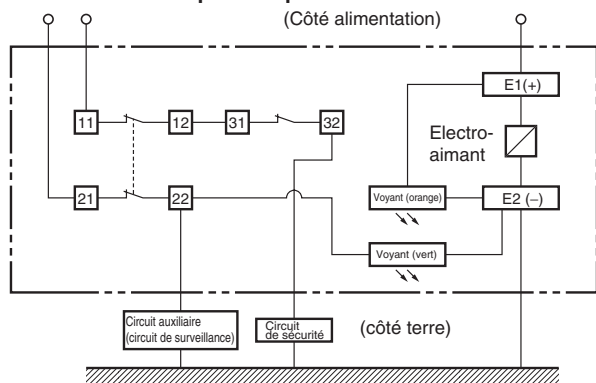 (Côté alimentation)
E1(+)
11
12
31
32
Electro-
aimant
21
22
Voyant (orange)
E2 (–)
Voyant (vert)
Circuit auxiliaire
(circuit de surveillance)
Circuit
de sécurité
(côté terre)